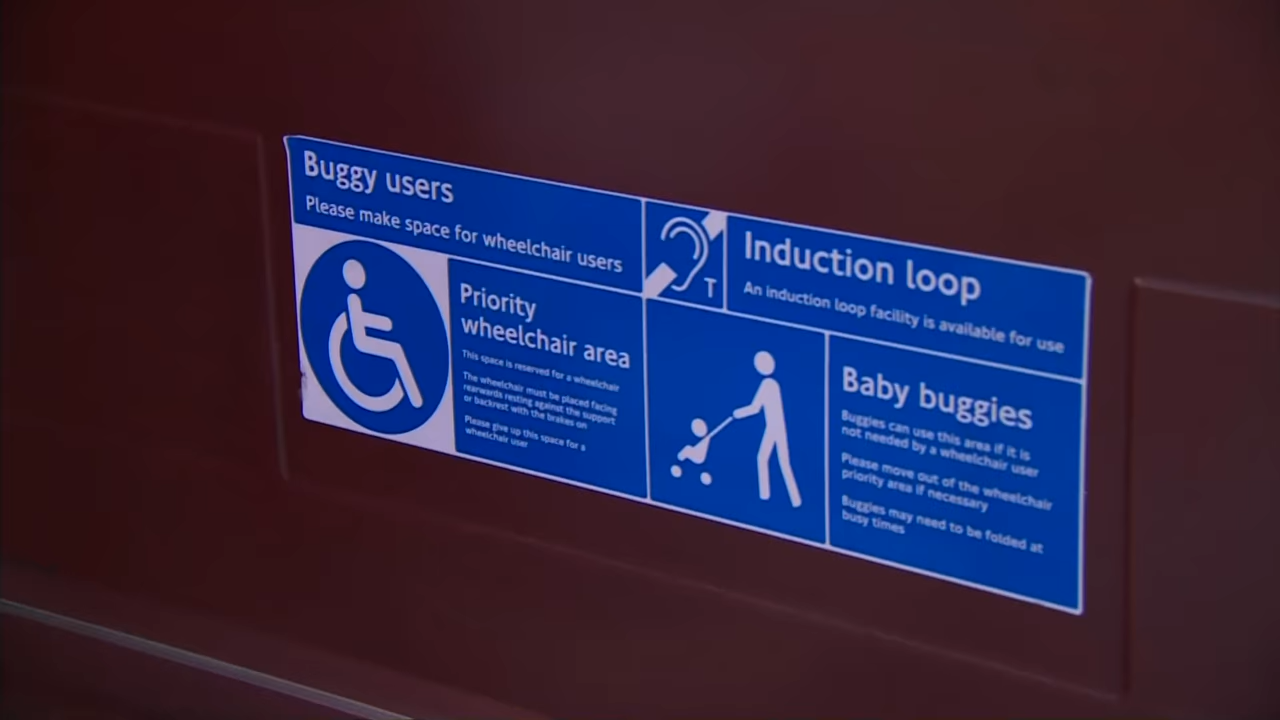 Buggy users
Please make space for wheelchair users
Priority
wheelchair area
This space is reserved for a wheelchair
The wheelchair must be placed facing
rearwards resting against the support
or backrest with the brakes on
Please give up this space for a
wheelchair user
T
Induction loop
An induction loop facility is available for use
Baby buggies
Buggies can use this area if it is
not needed by a wheelchair user
Please move out of the wheelchair
priority area if necessary
Buggies may need to be folded at
busy times